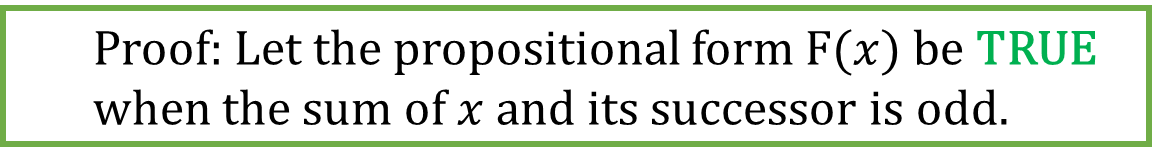 Proof: Let the propositional form F(x) be TRUE
when the sum of x and its successor is odd.